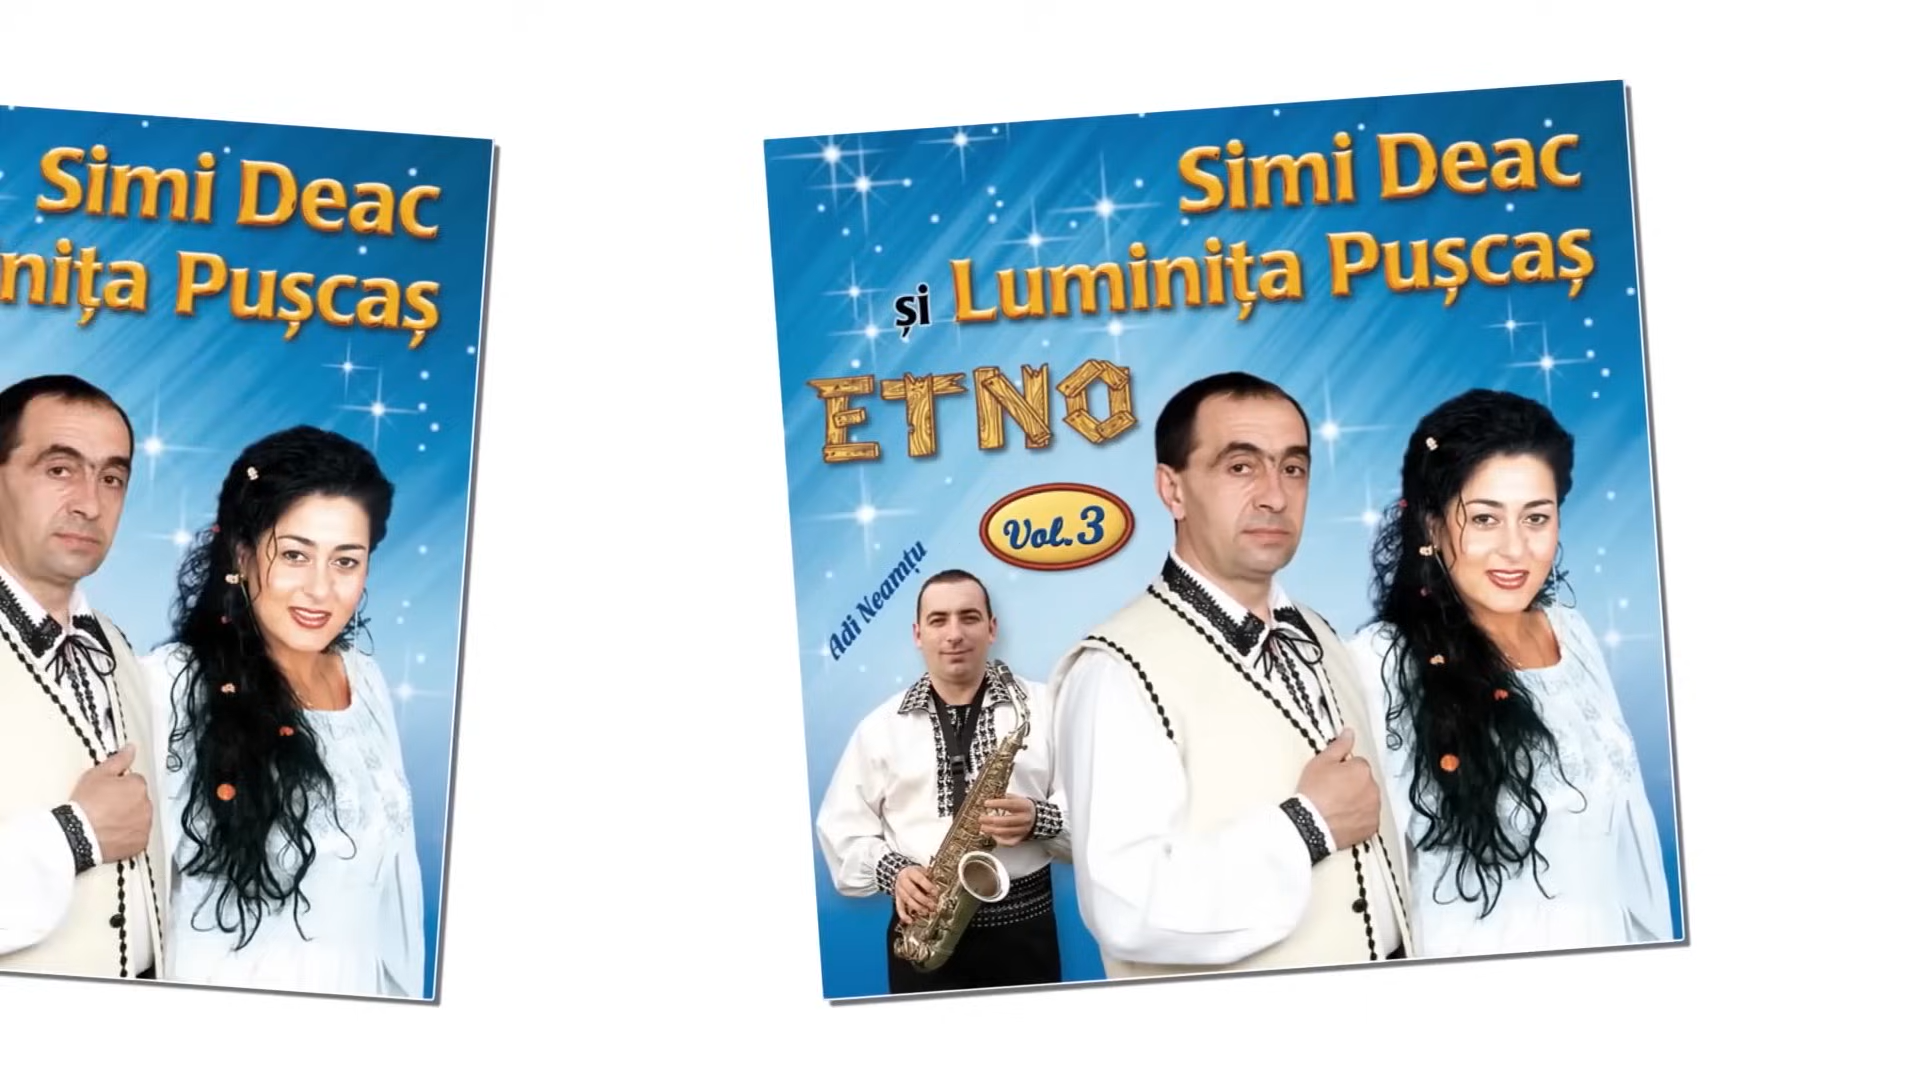 Simi Deac
nița Pușcaș
Simi Deac
și Luminița Pușcaș
ETNO
Vol. 3
Adi Neamțu